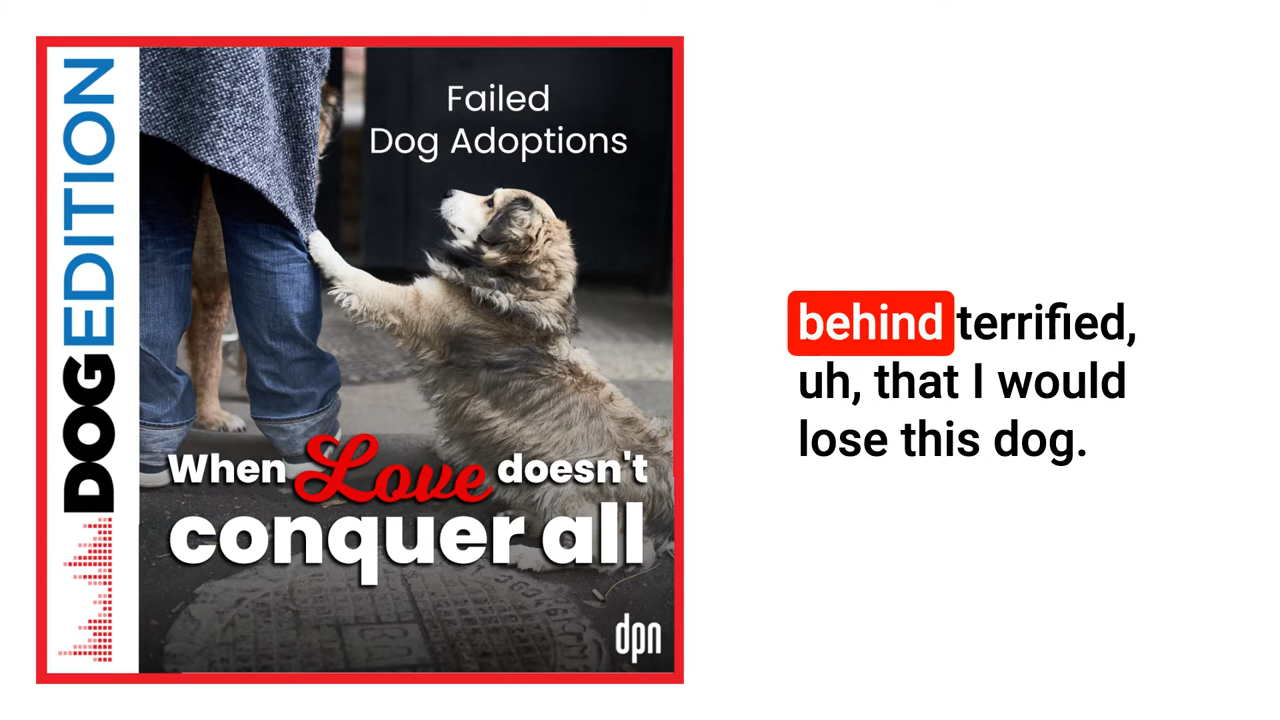 DOGEDITION
Failed
Dog Adoptions
When Love doesn't
conquer all
dpn
behind terrified,
uh, that I would
lose this dog.